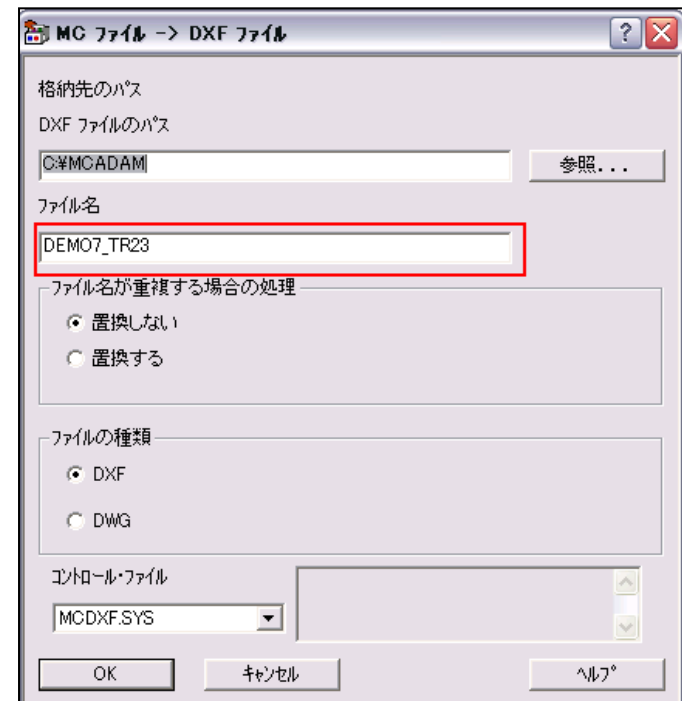 MC ファイル -> DXF ファイル
格納先のパス
DXF ファイルのパス
C:¥MCADAM
参照...
ファイル名
DEMO7_TR23
ファイル名が重複する場合の処理
置換しない
置換する
ファイルの種類
DXF
DWG
コントロール・ファイル
MCDXF.SYS
OK キャンセル ヘルプ